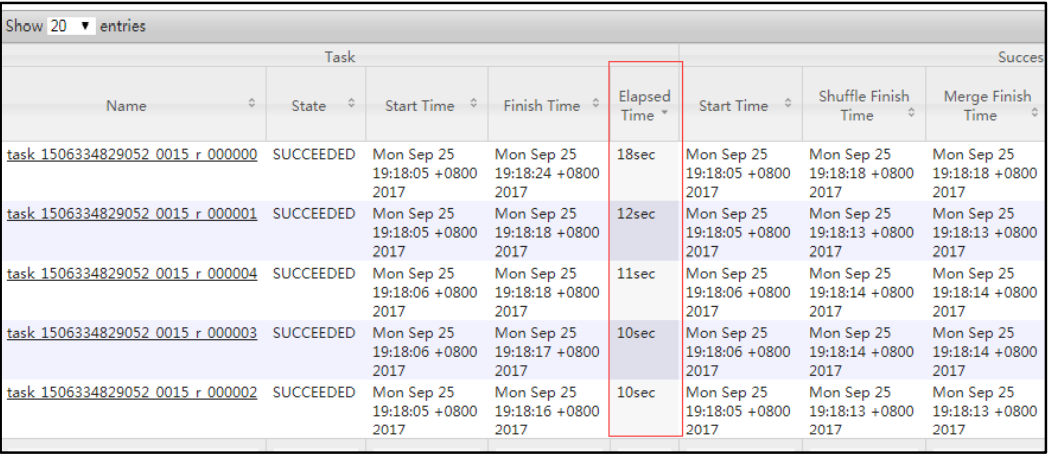 Show 20 entries
Task Succes
Name State Start Time Finish Time Elapsed Time Start Time Shuffle Finish Time Merge Finish Time
task_1506334829052_0015_r_000000 SUCCEEDED Mon Sep 25 Mon Sep 25 18sec Mon Sep 25 Mon Sep 25 Mon Sep 25
19:18:05 +0800 19:18:24 +0800 19:18:05 +0800 19:18:18 +0800 19:18:18 +0800
2017 2017 2017 2017 2017
task_1506334829052_0015_r_000001 SUCCEEDED Mon Sep 25 Mon Sep 25 12sec Mon Sep 25 Mon Sep 25 Mon Sep 25
19:18:05 +0800 19:18:18 +0800 19:18:05 +0800 19:18:13 +0800 19:18:13 +0800
2017 2017 2017 2017 2017
task_1506334829052_0015_r_000004 SUCCEEDED Mon Sep 25 Mon Sep 25 11sec Mon Sep 25 Mon Sep 25 Mon Sep 25
19:18:06 +0800 19:18:18 +0800 19:18:06 +0800 19:18:14 +0800 19:18:14 +0800
2017 2017 2017 2017 2017
task_1506334829052_0015_r_000003 SUCCEEDED Mon Sep 25 Mon Sep 25 10sec Mon Sep 25 Mon Sep 25 Mon Sep 25
19:18:06 +0800 19:18:17 +0800 19:18:06 +0800 19:18:14 +0800 19:18:14 +0800
2017 2017 2017 2017 2017
task_1506334829052_0015_r_000002 SUCCEEDED Mon Sep 25 Mon Sep 25 10sec Mon Sep 25 Mon Sep 25 Mon Sep 25
19:18:05 +0800 19:18:16 +0800 19:18:05 +0800 19:18:13 +0800 19:18:13 +0800
2017 2017 2017 2017 2017